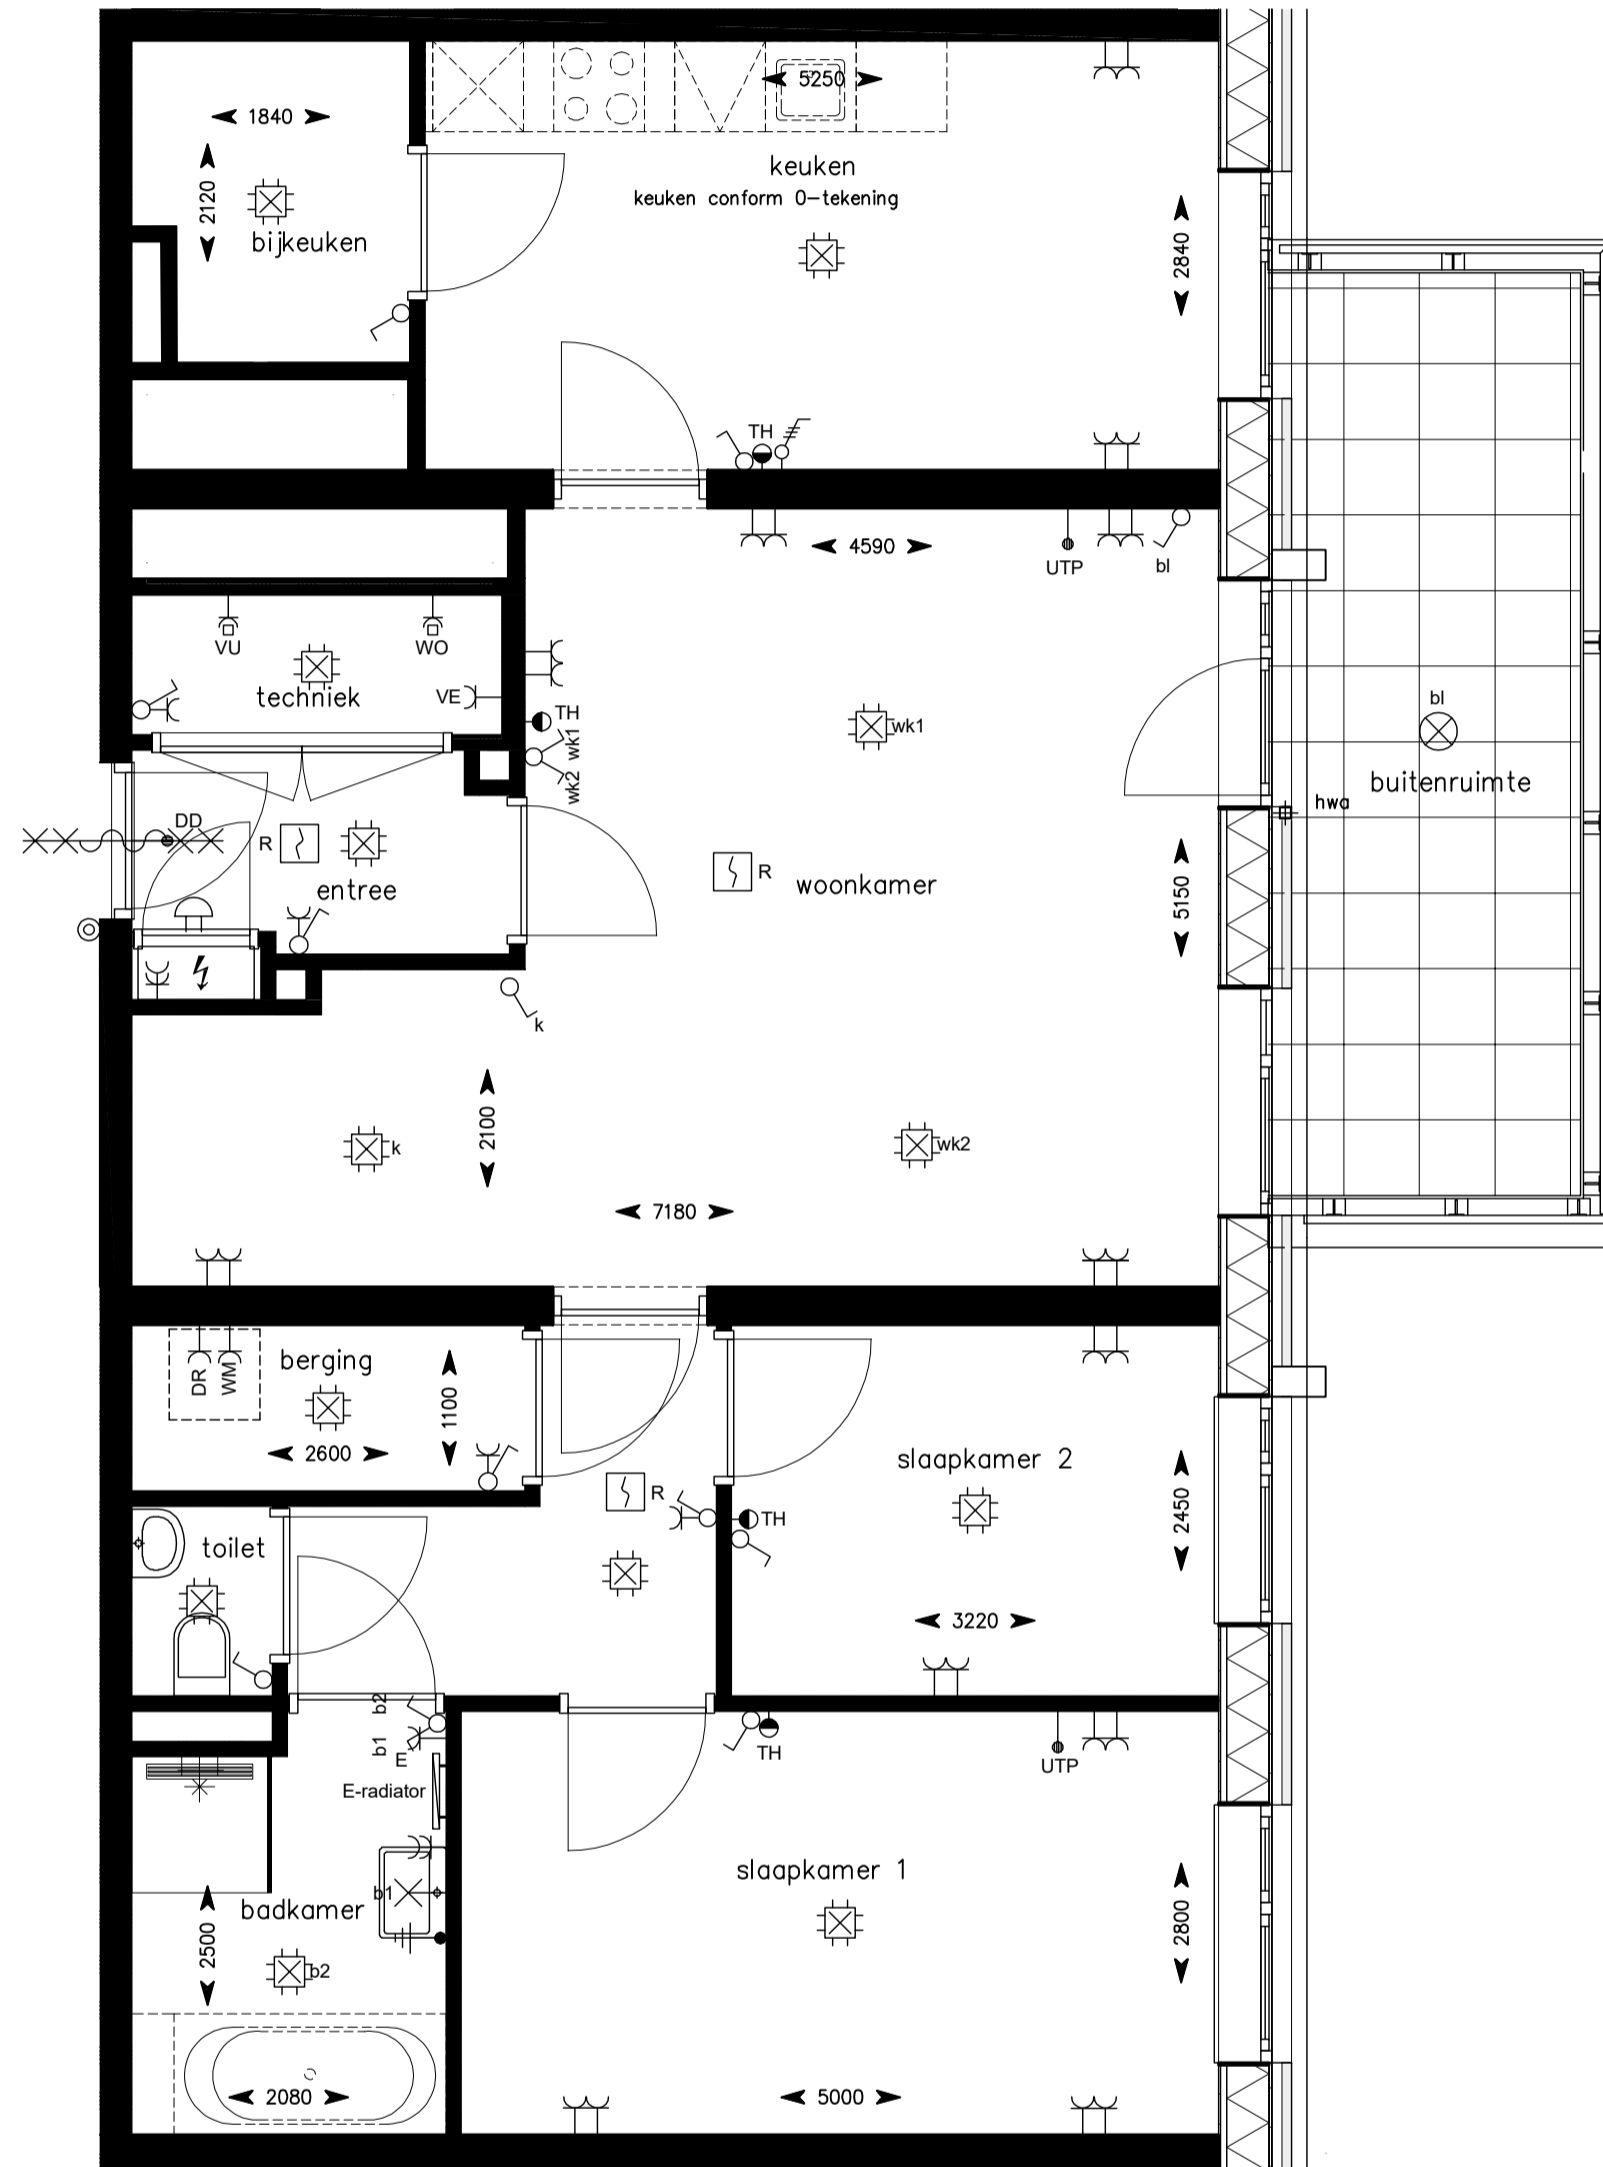 5250
1840
keuken
keuken conform 0-tekening
2120
bijkeuken
2840
TH
4590
UTP
bl
VU
WO
techniek
VE
TH
wk1
wk2
wk1
bl
buitenruimte
hwa
DD
R
entree
R
woonkamer
5150
k
2100
k
wk2
7180
DR
WM
berging
1100
2600
slaapkamer 2
R
2450
TH
toilet
3220
b2
b1
E
TH
UTP
E-radiator
slaapkamer 1
b1
badkamer
2800
2500
b2
2080
5000